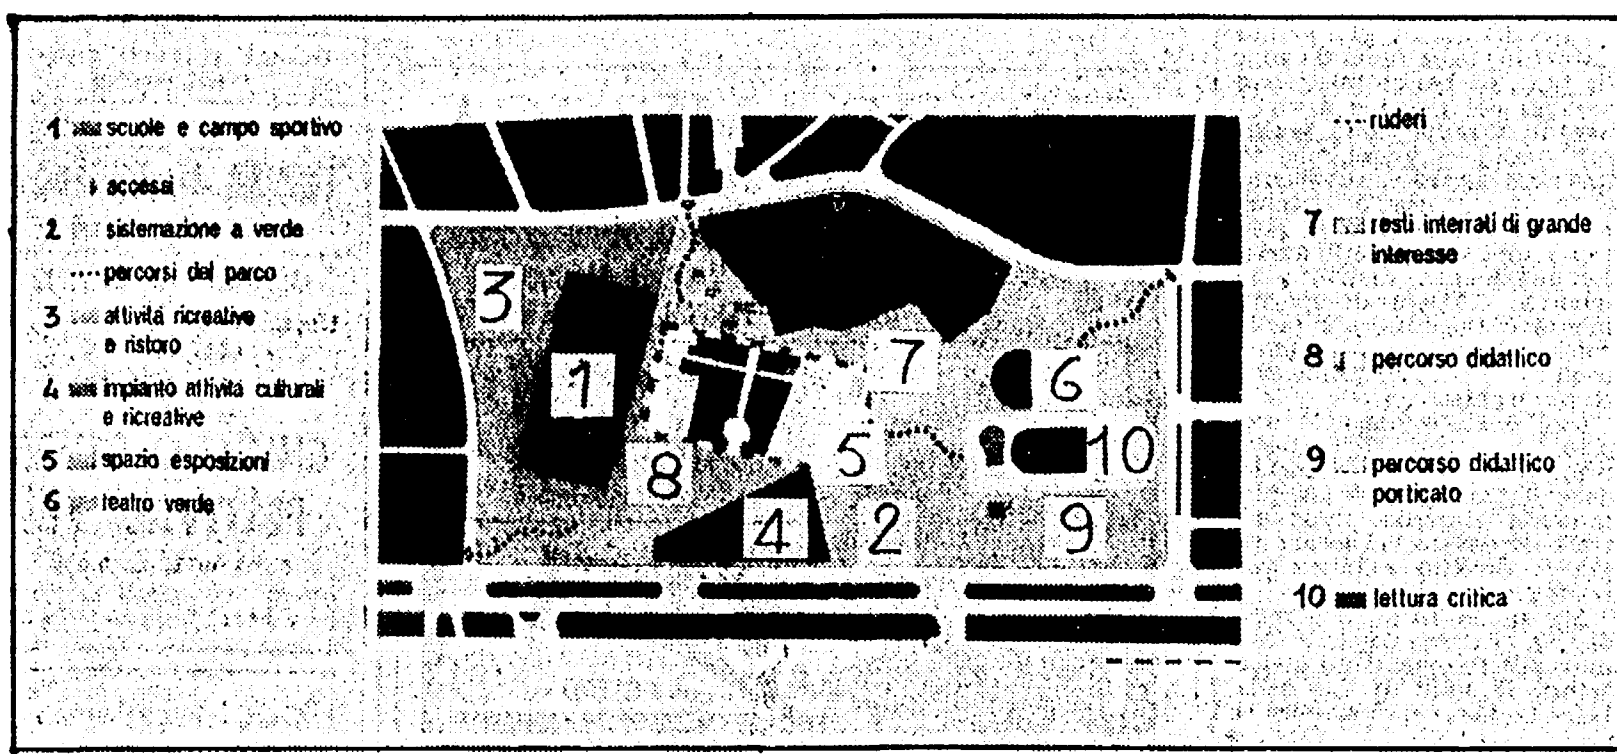 1 scuole e campo sportivo
accessi
2 sistemazione a verde
percorsi del parco
3 attività ricreative
e ristoro
4 impianto attività culturali
e ricreative
5 spazio esposizioni
6 teatro verde
3
1
8
4
5
2
7
6
10
9
ruderi
7 resti interrati di grande
interesse
8 percorso didattico
9 percorso didattico
porticato
10 lettura critica